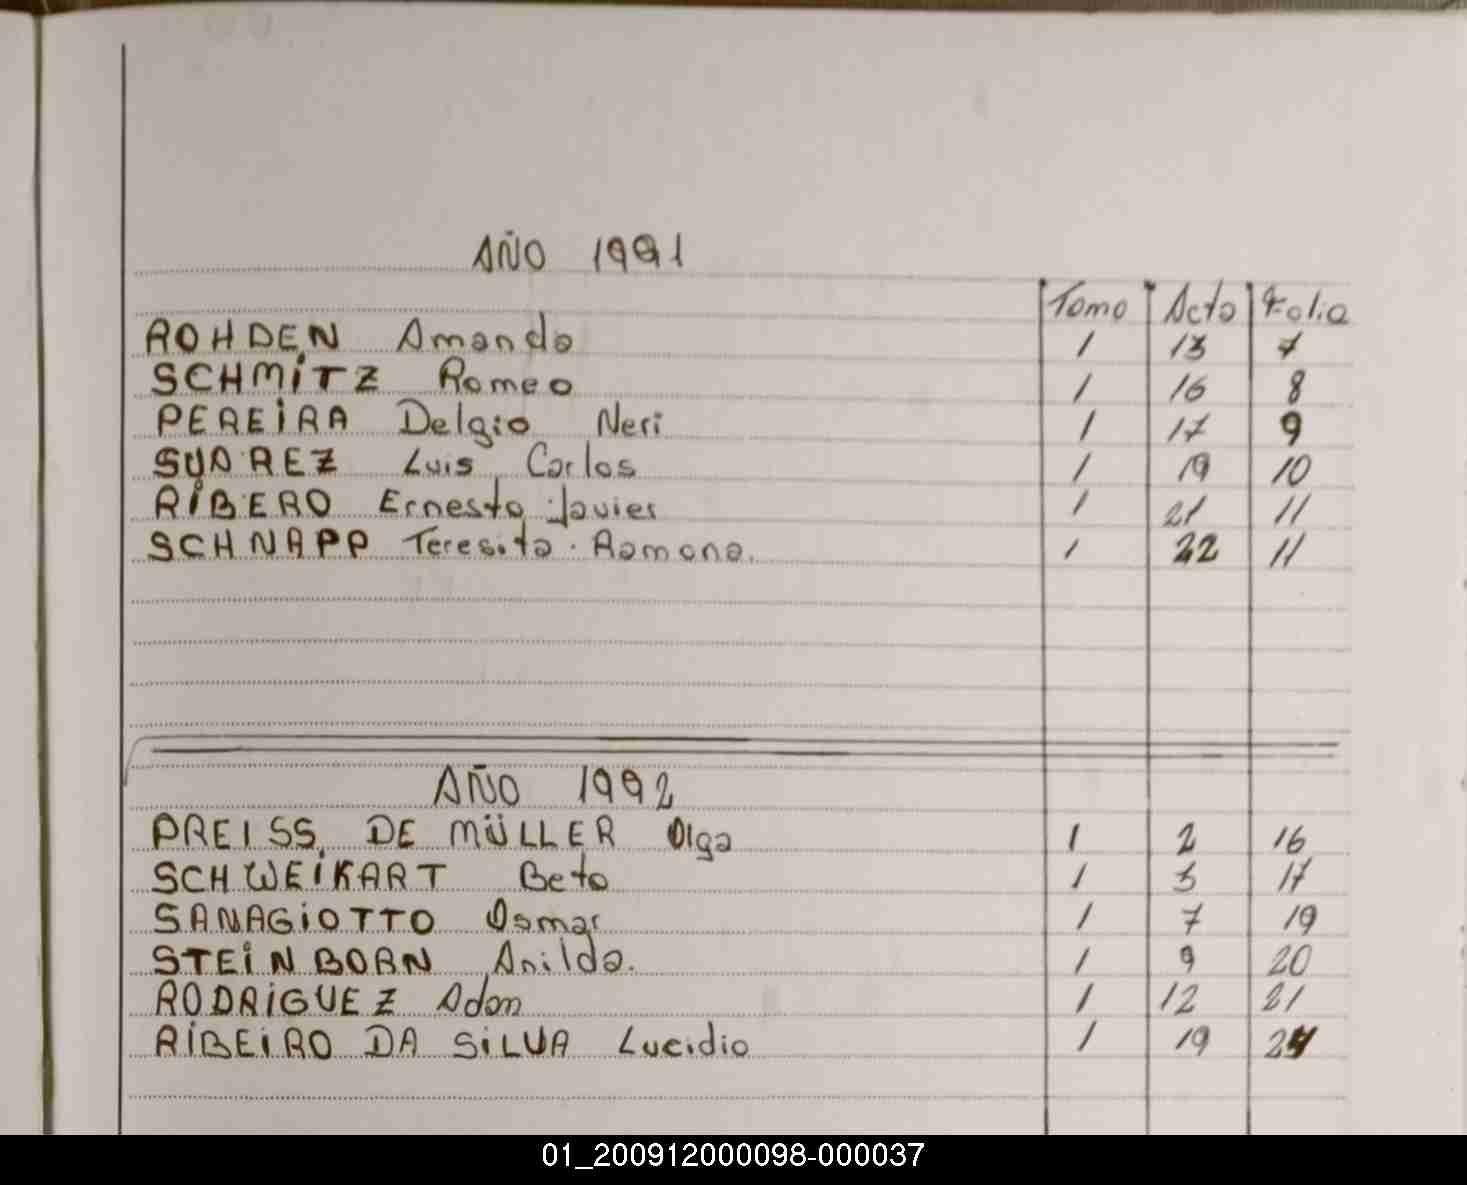 AÑO 1991
Tomo Acta Folio
ROHDEN Amanda 1 13 7
SCHMITZ Romeo 1 16 8
PEREIRA Delgio Neri 1 17 9
SUAREZ Luis Carlos 1 19 10
RIBERO Ernesto Javier 1 21 11
SCHNAPP Teresita Ramona. 1 22 11
AÑO 1992
PREISS DE MÜLLER Olga 1 2 16
SCHWEIKART Beto 1 3 17
SANAGIOTTO Osmar 1 7 19
STEINBORN Anilda. 1 9 20
RODRIGUEZ Adon 1 12 21
RIBEIRO DA SILVA Lucidio 1 19 24
01_200912000098-000037